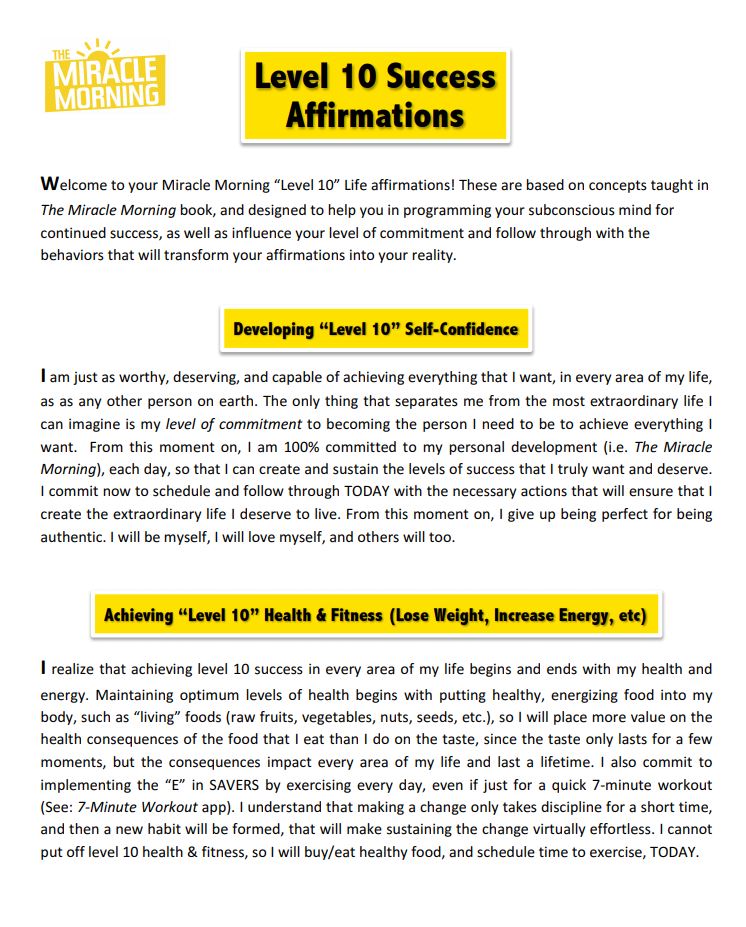 THE
MIRACLE
MORNING
Level 10 Success
Affirmations
Welcome to your Miracle Morning “Level 10” Life affirmations! These are based on concepts taught in
The Miracle Morning book, and designed to help you in programming your subconscious mind for
continued success, as well as influence your level of commitment and follow through with the
behaviors that will transform your affirmations into your reality.
Developing “Level 10” Self-Confidence
I am just as worthy, deserving, and capable of achieving everything that I want, in every area of my life,
as as any other person on earth. The only thing that separates me from the most extraordinary life I
can imagine is my level of commitment to becoming the person I need to be to achieve everything I
want. From this moment on, I am 100% committed to my personal development (i.e. The Miracle
Morning), each day, so that I can create and sustain the levels of success that I truly want and deserve.
I commit now to schedule and follow through TODAY with the necessary actions that will ensure that I
create the extraordinary life I deserve to live. From this moment on, I give up being perfect for being
authentic. I will be myself, I will love myself, and others will too.
Achieving “Level 10” Health & Fitness (Lose Weight, Increase Energy, etc)
I realize that achieving level 10 success in every area of my life begins and ends with my health and
energy. Maintaining optimum levels of health begins with putting healthy, energizing food into my
body, such as “living” foods (raw fruits, vegetables, nuts, seeds, etc.), so I will place more value on the
health consequences of the food that I eat than I do on the taste, since the taste only lasts for a few
moments, but the consequences impact every area of my life and last a lifetime. I also commit to
implementing the “E” in SAVERS by exercising every day, even if just for a quick 7-minute workout
(See: 7-Minute Workout app). I understand that making a change only takes discipline for a short time,
and then a new habit will be formed, that will make sustaining the change virtually effortless. I cannot
put off level 10 health & fitness, so I will buy/eat healthy food, and schedule time to exercise, TODAY.